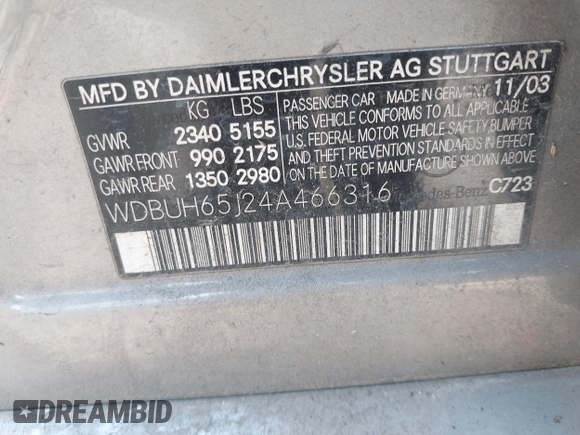 MFD BY DAIMLERCHRYSLER AG STUTTGART
KG LBS
GVWR 2340 5155
GAWR FRONT 990 2175
GAWR REAR 1350 2980
PASSENGER CAR MADE IN GERMANY 11/03
THIS VEHICLE CONFORMS TO ALL APPLICABLE
U.S. FEDERAL MOTOR VEHICLE SAFETY BUMPER
AND THEFT PREVENTION STANDARDS IN EFFECT
ON THE DATE OF MANUFACTURE SHOWN ABOVE
WDBUH65J24A466316 Mercedes-Benz C723
DREAMBID